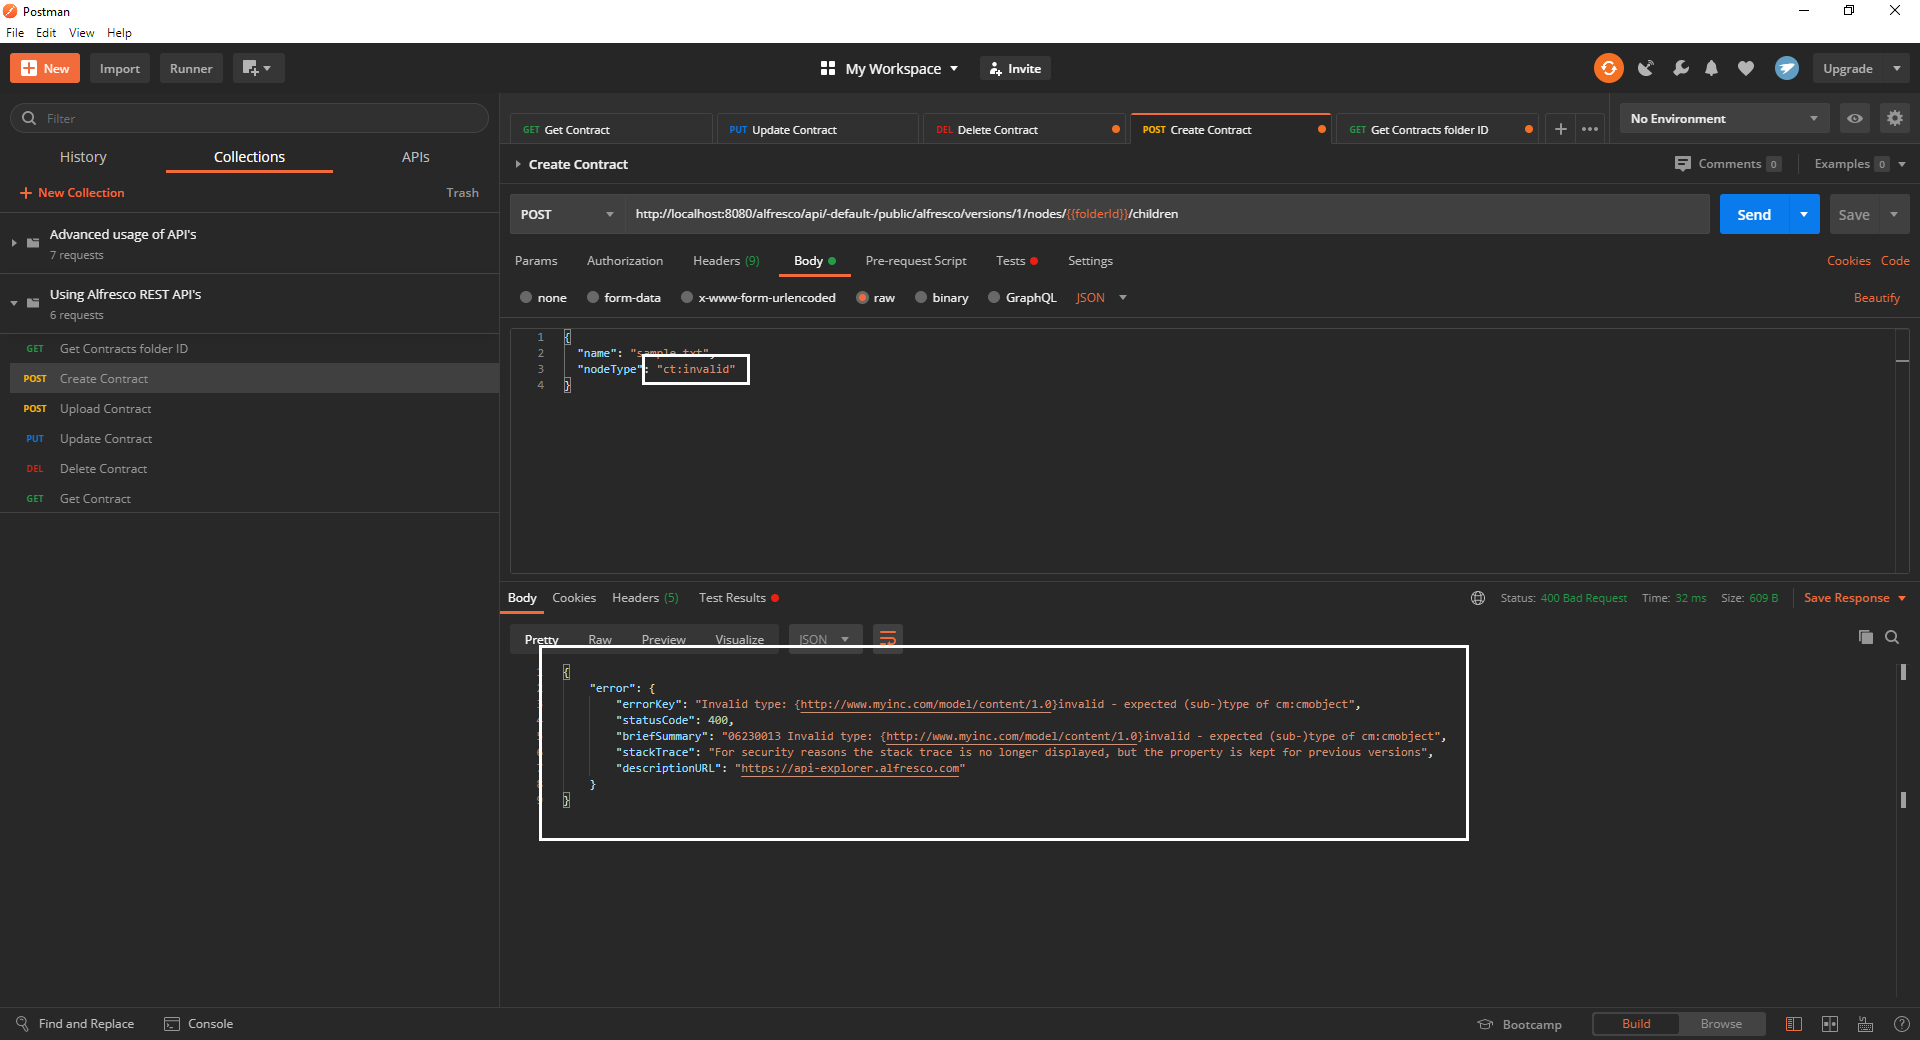 Postman
File Edit View Help
New Import Runner My Workspace Invite Upgrade
Filter
History Collections APIs
New Collection Trash
Advanced usage of API's
7 requests
Using Alfresco REST API's
6 requests
GET Get Contracts folder ID
POST Create Contract
POST Upload Contract
PUT Update Contract
DEL Delete Contract
GET Get Contract
GET Get Contract PUT Update Contract DEL Delete Contract POST Create Contract GET Get Contracts folder ID No Environment
Create Contract Comments 0 Examples 0
POST http://localhost:8080/alfresco/api/-default-/public/alfresco/versions/1/nodes/{{folderId}}/children Send Save
Params Authorization Headers (9) Body Pre-request Script Tests Settings Cookies Code
none form-data x-www-form-urlencoded raw binary GraphQL JSON Beautify
1 {
2 "name": "sample.txt",
3 "nodeType": "ct:invalid"
4 }
Body Cookies Headers (5) Test Results Status: 400 Bad Request Time: 32 ms Size: 609 B Save Response
Pretty Raw Preview Visualize JSON
{
"error": {
"errorKey": "Invalid type: {http://www.myinc.com/model/content/1.0}invalid - expected (sub-)type of cm:cmobject",
"statusCode": 400,
"briefSummary": "06230013 Invalid type: {http://www.myinc.com/model/content/1.0}invalid - expected (sub-)type of cm:cmobject",
"stackTrace": "For security reasons the stack trace is no longer displayed, but the property is kept for previous versions",
"descriptionURL": "https://api-explorer.alfresco.com"
}
}
Find and Replace Console Bootcamp Build Browse